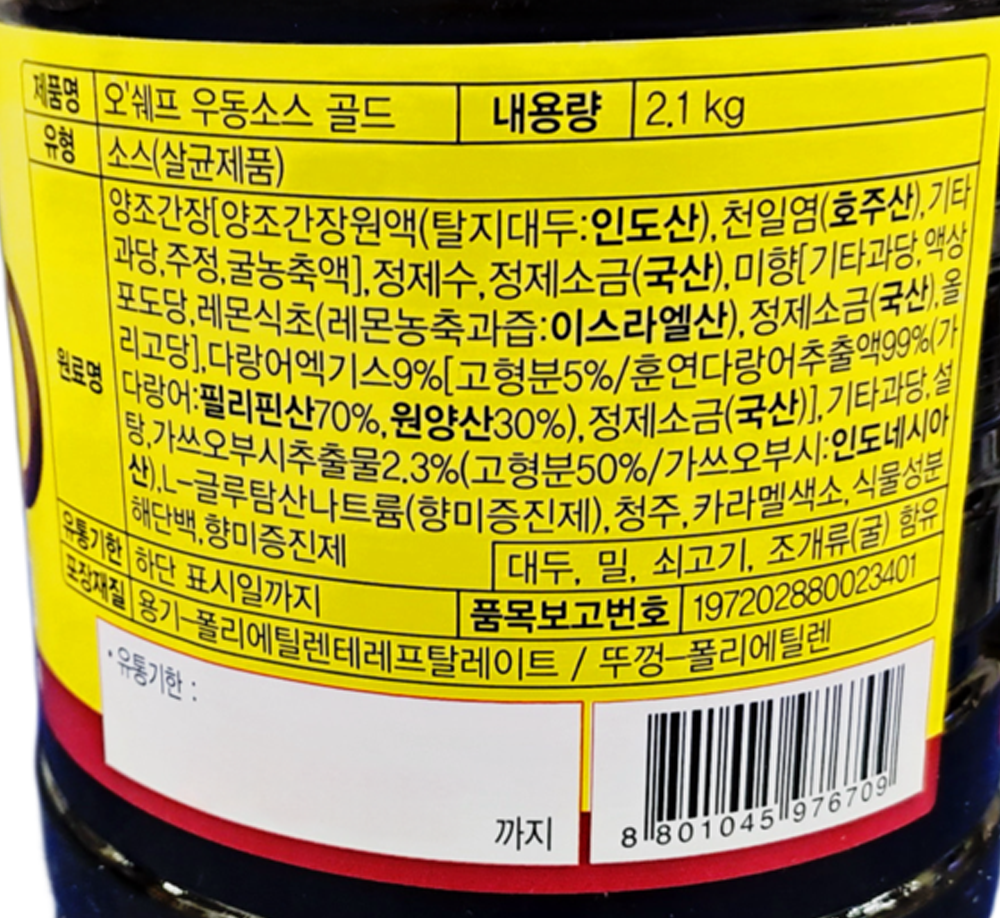 제품명 오'쉐프 우동소스 골드 내용량 2.1 kg
유형 소스(살균제품)
원료명 양조간장[양조간장원액(탈지대두:인도산),천일염(호주산),기타
과당,주정,굴농축액],정제수,정제소금(국산),미향[기타과당,액상
포도당,레몬식초(레몬농축과즙:이스라엘산),정제소금(국산),올
리고당],다랑어엑기스9%[고형분5%/훈연다랑어추출액99%(가
다랑어:필리핀산70%,원양산30%),정제소금(국산)],기타과당,설
탕,가쓰오부시추출물2.3%(고형분50%/가쓰오부시:인도네시아
산),L-글루탐산나트륨(향미증진제),청주,카라멜색소,식물성분
해단백,향미증진제
대두, 밀, 쇠고기, 조개류(굴) 함유
유통기한 하단 표시일까지 품목보고번호 197202880023401
포장재질 용기-폴리에틸렌테레프탈레이트 / 뚜껑-폴리에틸렌
•유통기한 :
까지
8 801045 976709